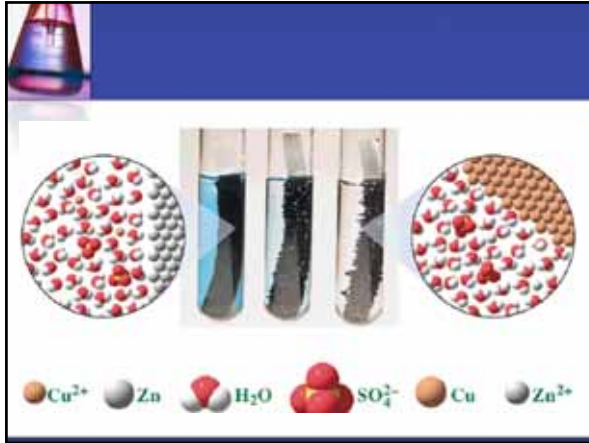 Cu²⁺ Zn H₂O SO₄²⁻ Cu Zn²⁺